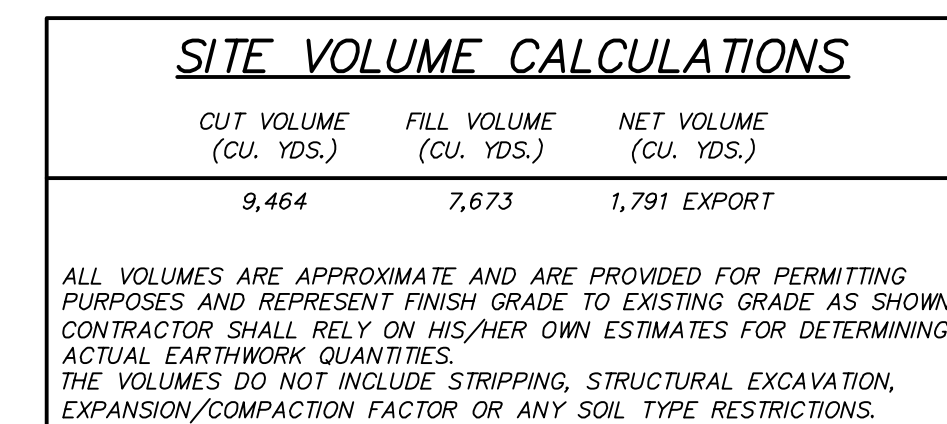 SITE VOLUME CALCULATIONS
CUT VOLUME FILL VOLUME NET VOLUME
(CU. YDS.) (CU. YDS.) (CU. YDS.)
9,464 7,673 1,791 EXPORT
ALL VOLUMES ARE APPROXIMATE AND ARE PROVIDED FOR PERMITTING
PURPOSES AND REPRESENT FINISH GRADE TO EXISTING GRADE AS SHOWN
CONTRACTOR SHALL RELY ON HIS/HER OWN ESTIMATES FOR DETERMINING
ACTUAL EARTHWORK QUANTITIES.
THE VOLUMES DO NOT INCLUDE STRIPPING, STRUCTURAL EXCAVATION,
EXPANSION/COMPACTION FACTOR OR ANY SOIL TYPE RESTRICTIONS.